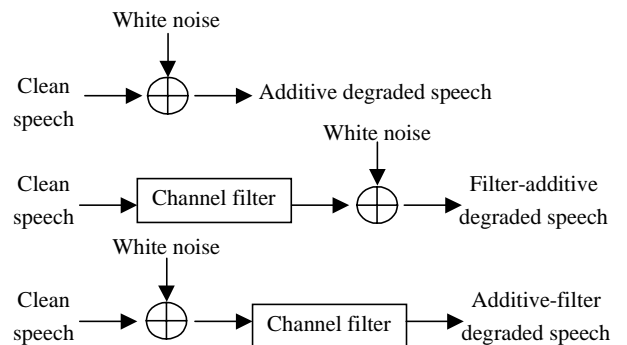 White noise
Clean
speech
Additive degraded speech
White noise
Clean
speech
Channel filter
Filter-additive
degraded speech
White noise
Clean
speech
Channel filter
Additive-filter
degraded speech